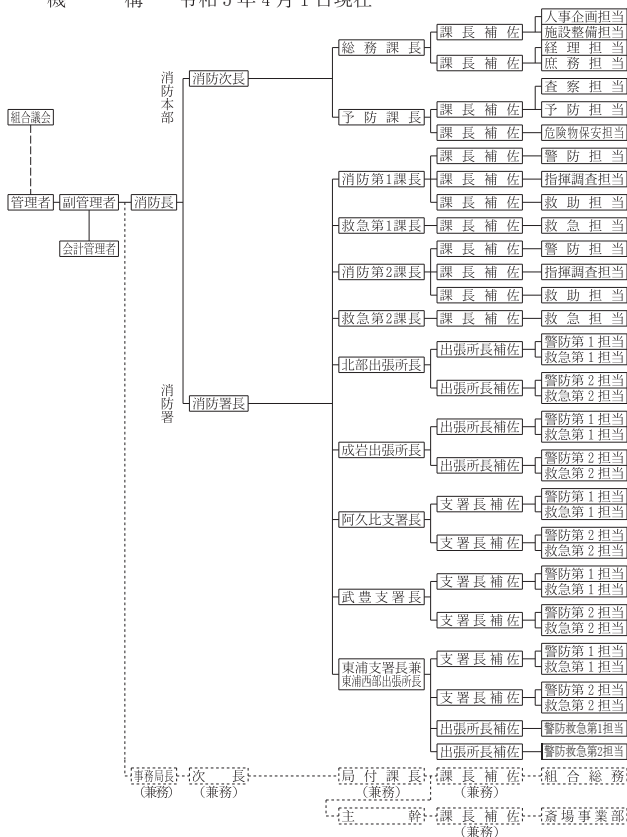 機 構 令和5年4月1日現在
人事企画担当
課長補佐
施設整備担当
総務課長
経理担当
課長補佐
庶務担当
消防本部
消防次長
査察担当
課長補佐
予防担当
予防課長
課長補佐
危険物保安担当
組合議会
課長補佐
警防担当
消防第1課長
課長補佐
指揮調査担当
課長補佐
救助担当
管理者
副管理者
消防長
救急第1課長
課長補佐
救急担当
会計管理者
課長補佐
警防担当
消防第2課長
課長補佐
指揮調査担当
課長補佐
救助担当
救急第2課長
課長補佐
救急担当
警防第1担当
出張所長補佐
救急第1担当
北部出張所長
警防第2担当
出張所長補佐
救急第2担当
消防署
消防署長
警防第1担当
出張所長補佐
救急第1担当
成岩出張所長
警防第2担当
出張所長補佐
救急第2担当
警防第1担当
支署長補佐
救急第1担当
阿久比支署長
警防第2担当
支署長補佐
救急第2担当
警防第1担当
支署長補佐
救急第1担当
武豊支署長
警防第2担当
支署長補佐
救急第2担当
警防第1担当
支署長補佐
救急第1担当
東浦支署長兼
東浦西部出張所長
警防第2担当
支署長補佐
救急第2担当
出張所長補佐
警防救急第1担当
出張所長補佐
警防救急第2担当
事務局長
(兼務)
次長
(兼務)
局付課長
(兼務)
課長補佐
(兼務)
組合総務
主幹
課長補佐
(兼務)
斎場事業部